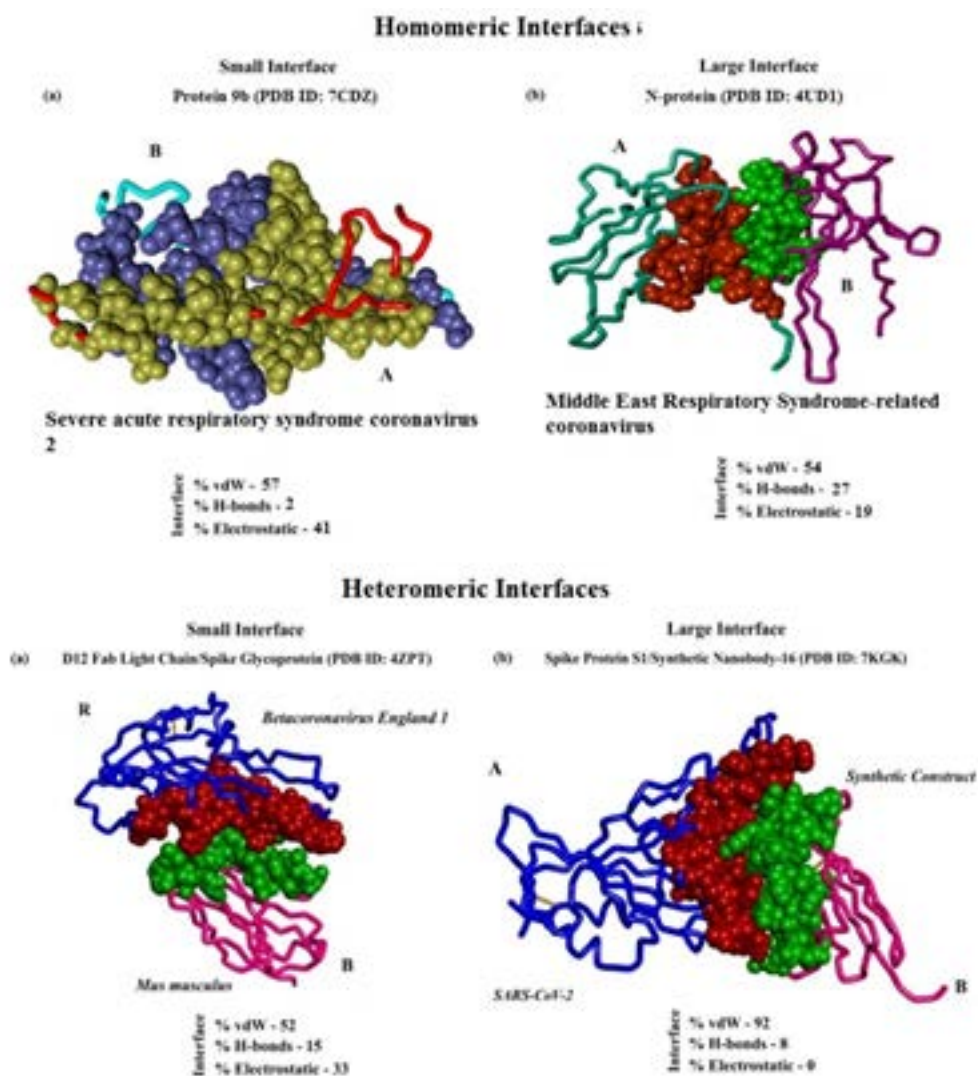 Homomeric Interfaces
Small Interface
(a) Protein 9b (PDB ID: 7CDZ)
B
A
Severe acute respiratory syndrome coronavirus
2
Interface
% vdW - 57
% H-bonds - 2
% Electrostatic - 41
Large Interface
(b) N-protein (PDB ID: 4UD1)
A
B
Middle East Respiratory Syndrome-related
coronavirus
Interface
% vdW - 54
% H-bonds - 27
% Electrostatic - 19
Heteromeric Interfaces
Small Interface
(a) D12 Fab Light Chain/Spike Glycoprotein (PDB ID: 4ZPT)
R
Betacoronavirus England 1
B
Mus musculus
Interface
% vdW - 52
% H-bonds - 15
% Electrostatic - 33
Large Interface
(b) Spike Protein S1/Synthetic Nanobody-16 (PDB ID: 7KGK)
A
Synthetic Construct
SARS-CoV-2
B
Interface
% vdW - 92
% H-bonds - 8
% Electrostatic - 0